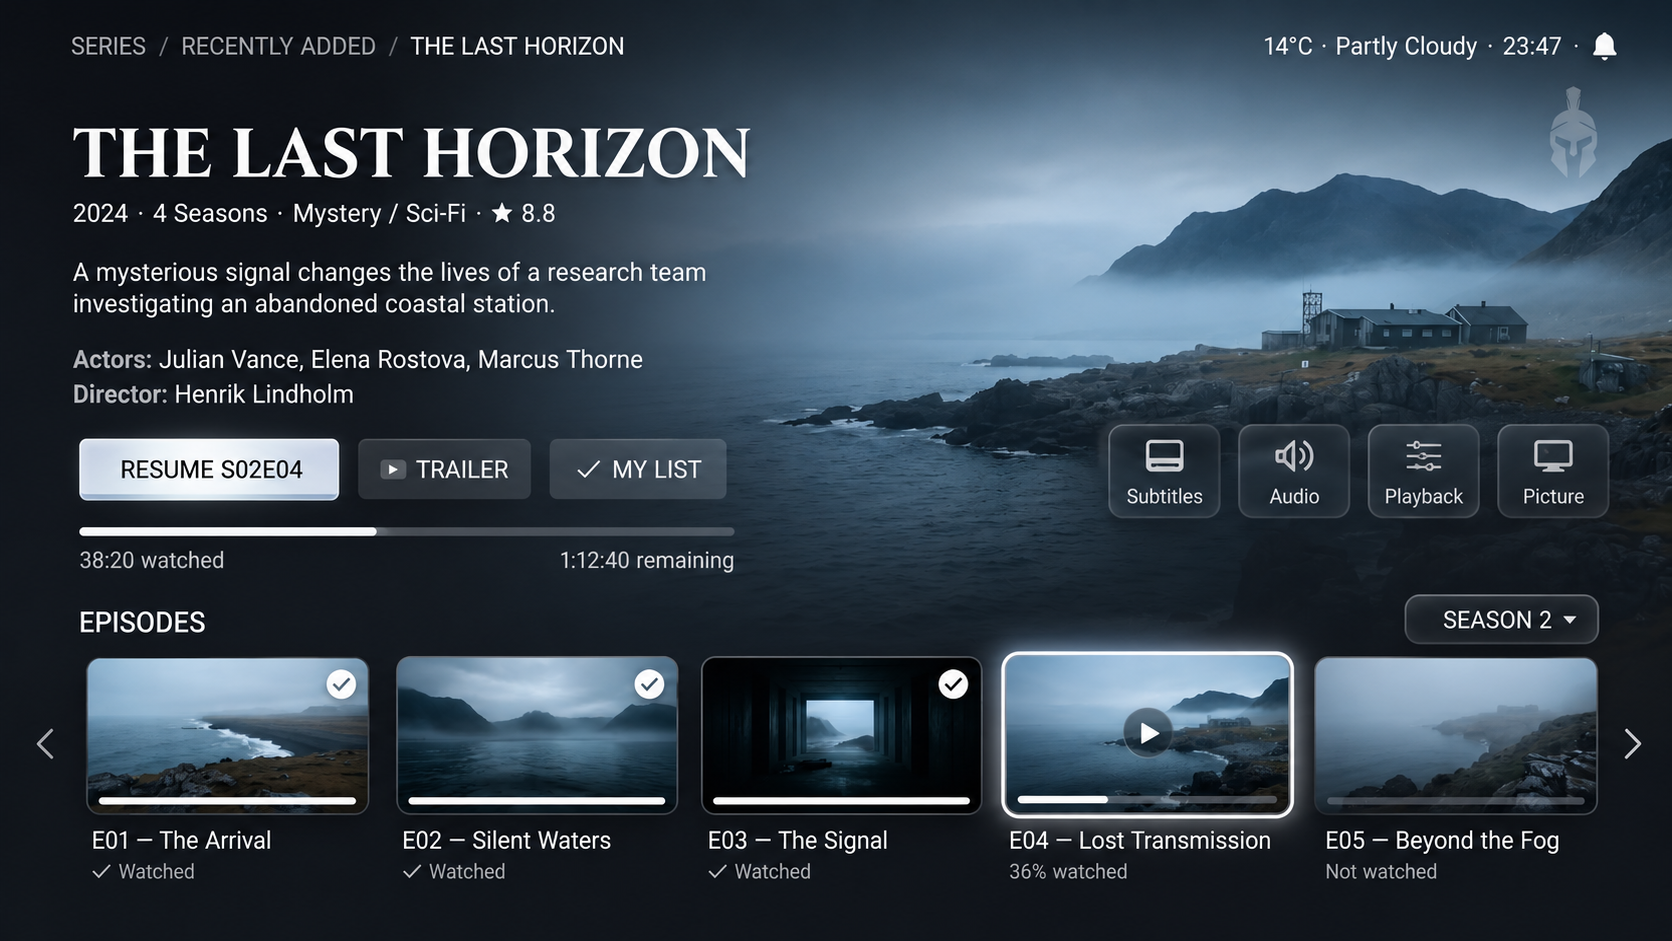 SERIES / RECENTLY ADDED / THE LAST HORIZON
14°C · Partly Cloudy · 23:47 ·
THE LAST HORIZON
2024 · 4 Seasons · Mystery / Sci-Fi · ★ 8.8
A mysterious signal changes the lives of a research team
investigating an abandoned coastal station.
Actors: Julian Vance, Elena Rostova, Marcus Thorne
Director: Henrik Lindholm
RESUME S02E04
TRAILER
MY LIST
Subtitles
Audio
Playback
Picture
38:20 watched
1:12:40 remaining
EPISODES
SEASON 2
E01 – The Arrival
✓ Watched
E02 – Silent Waters
✓ Watched
E03 – The Signal
✓ Watched
E04 – Lost Transmission
36% watched
E05 – Beyond the Fog
Not watched